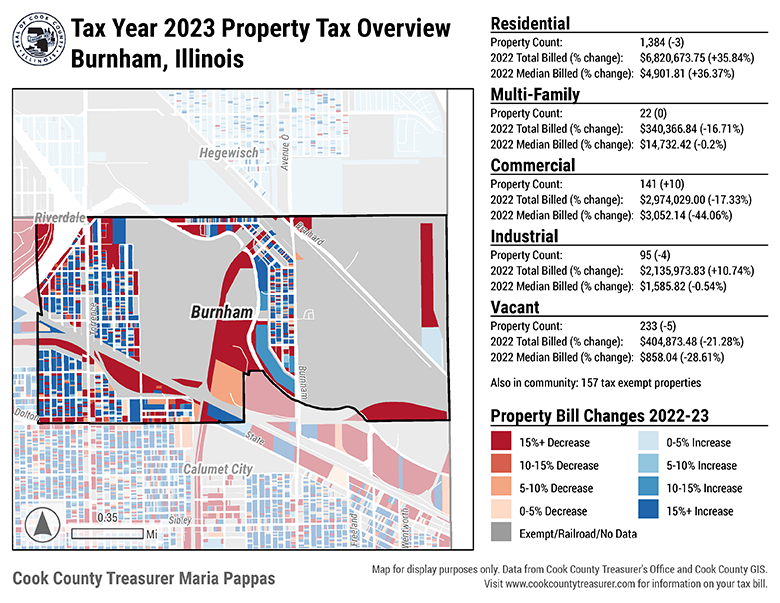 Tax Year 2023 Property Tax Overview
Burnham, Illinois
SEAL OF COOK COUNTY ILLINOIS
Hegewisch
Avenue O
Riverdale
Brainard
Burnham
Torrence
Burnham
Dolton
State
Calumet City
0.35
Mi
Sibley
Freeland
Wentworth
Cook County Treasurer Maria Pappas
Residential
Property Count: 1,384 (-3)
2022 Total Billed (% change): $6,820,673.75 (+35.84%)
2022 Median Billed (% change): $4,901.81 (+36.37%)
Multi-Family
Property Count: 22 (0)
2022 Total Billed (% change): $340,366.84 (-16.71%)
2022 Median Billed (% change): $14,732.42 (-0.2%)
Commercial
Property Count: 141 (+10)
2022 Total Billed (% change): $2,974,029.00 (-17.33%)
2022 Median Billed (% change): $3,052.14 (-44.06%)
Industrial
Property Count: 95 (-4)
2022 Total Billed (% change): $2,135,973.83 (+10.74%)
2022 Median Billed (% change): $1,585.82 (-0.54%)
Vacant
Property Count: 233 (-5)
2022 Total Billed (% change): $404,873.48 (-21.28%)
2022 Median Billed (% change): $858.04 (-28.61%)
Also in community: 157 tax exempt properties
Property Bill Changes 2022-23
15%+ Decrease
10-15% Decrease
5-10% Decrease
0-5% Decrease
Exempt/Railroad/No Data
0-5% Increase
5-10% Increase
10-15% Increase
15%+ Increase
Map for display purposes only. Data from Cook County Treasurer's Office and Cook County GIS.
Visit www.cookcountytreasurer.com for information on your tax bill.